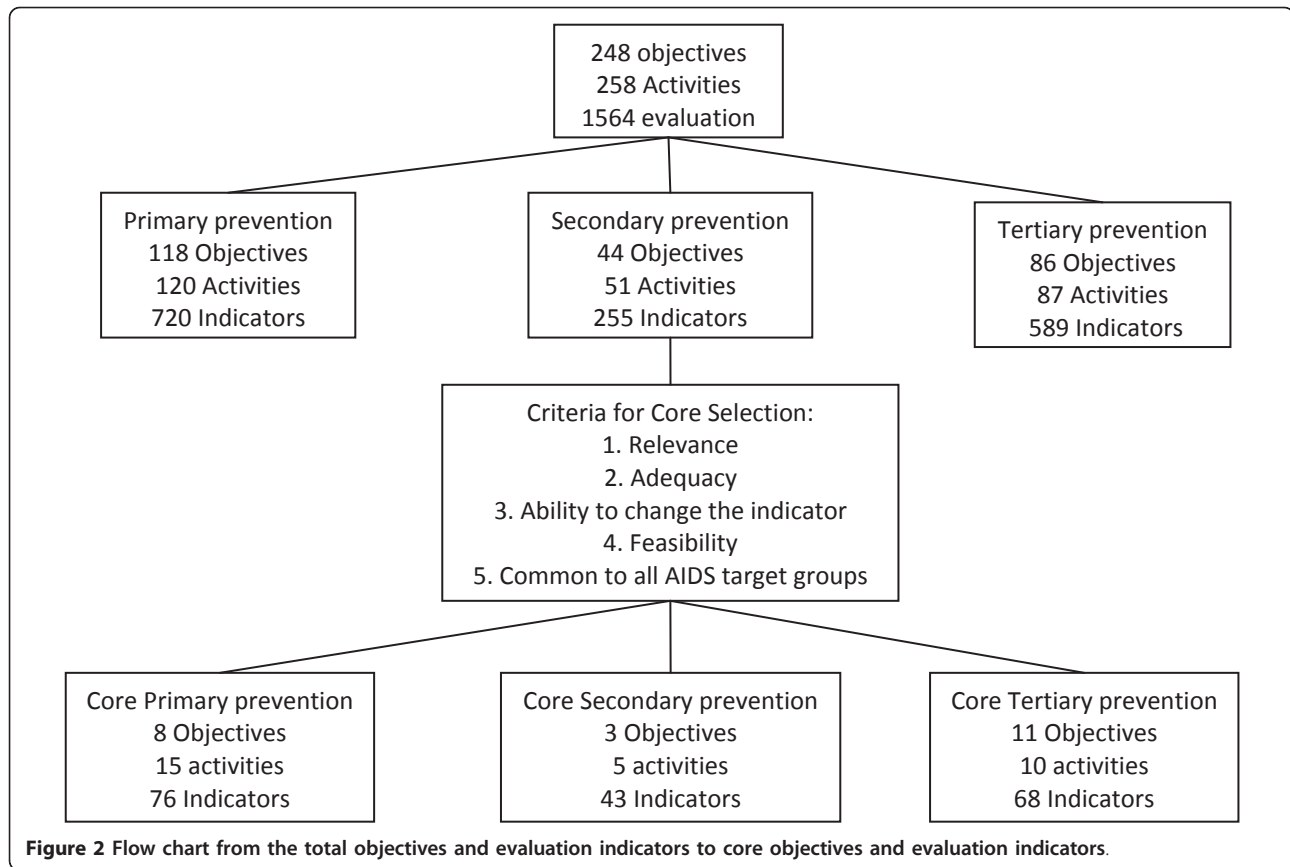 248 objectives
258 Activities
1564 evaluation
Primary prevention
118 Objectives
120 Activities
720 Indicators
Secondary prevention
44 Objectives
51 Activities
255 Indicators
Tertiary prevention
86 Objectives
87 Activities
589 Indicators
Criteria for Core Selection:
1. Relevance
2. Adequacy
3. Ability to change the indicator
4. Feasibility
5. Common to all AIDS target groups
Core Primary prevention
8 Objectives
15 activities
76 Indicators
Core Secondary prevention
3 Objectives
5 activities
43 Indicators
Core Tertiary prevention
11 Objectives
10 activities
68 Indicators
Figure 2 Flow chart from the total objectives and evaluation indicators to core objectives and evaluation indicators.